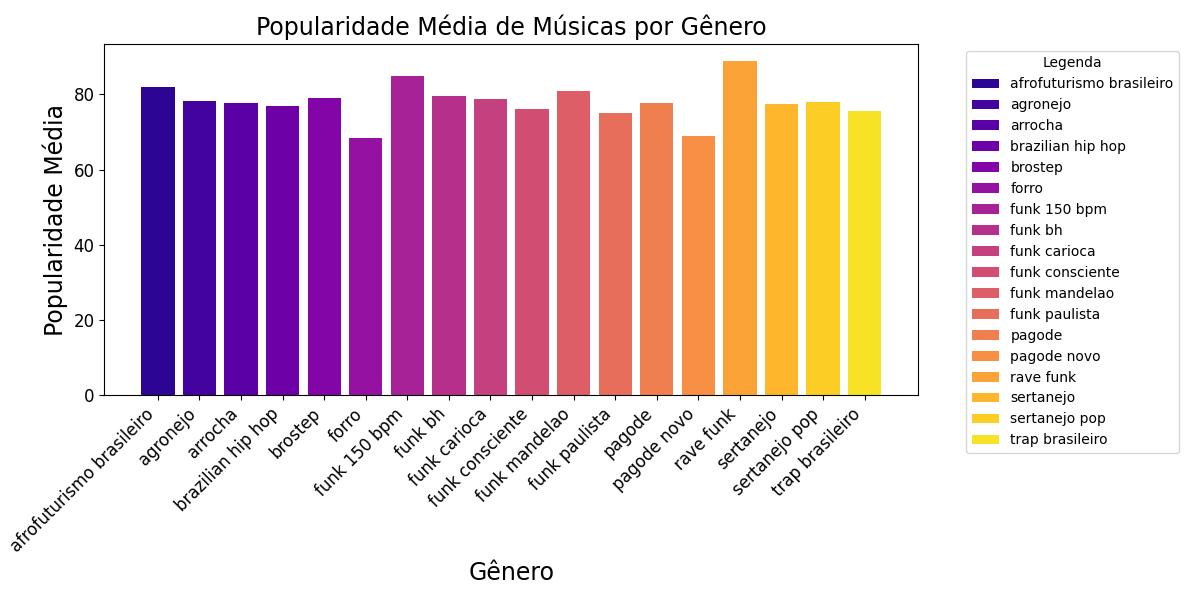 Popularidade Média de Músicas por Gênero
Popularidade Média
80
60
40
20
0
afrofuturismo brasileiro
agronejo
arrocha
brazilian hip hop
brostep
forro
funk 150 bpm
funk bh
funk carioca
funk consciente
funk mandelao
funk paulista
pagode
pagode novo
rave funk
sertanejo
sertanejo pop
trap brasileiro
Gênero
Legenda
afrofuturismo brasileiro
agronejo
arrocha
brazilian hip hop
brostep
forro
funk 150 bpm
funk bh
funk carioca
funk consciente
funk mandelao
funk paulista
pagode
pagode novo
rave funk
sertanejo
sertanejo pop
trap brasileiro